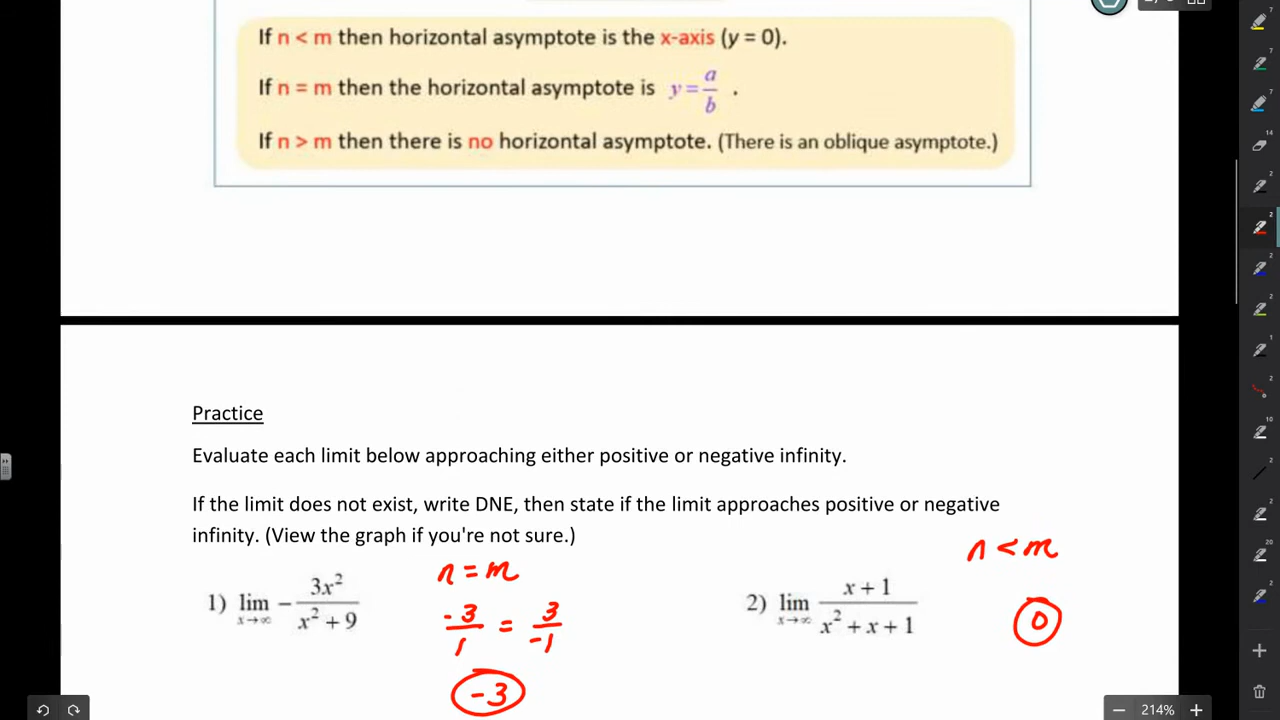 If n < m then horizontal asymptote is the x-axis (y = 0).
If n = m then the horizontal asymptote is y = a/b .
If n > m then there is no horizontal asymptote. (There is an oblique asymptote.)
Practice
Evaluate each limit below approaching either positive or negative infinity.
If the limit does not exist, write DNE, then state if the limit approaches positive or negative
infinity. (View the graph if you're not sure.)
n = m
1) lim x→∞ − 3x² / x² + 9
-3/1 = 3/-1
-3
n < m
2) lim x→∞ x + 1 / x² + x + 1
0
214%